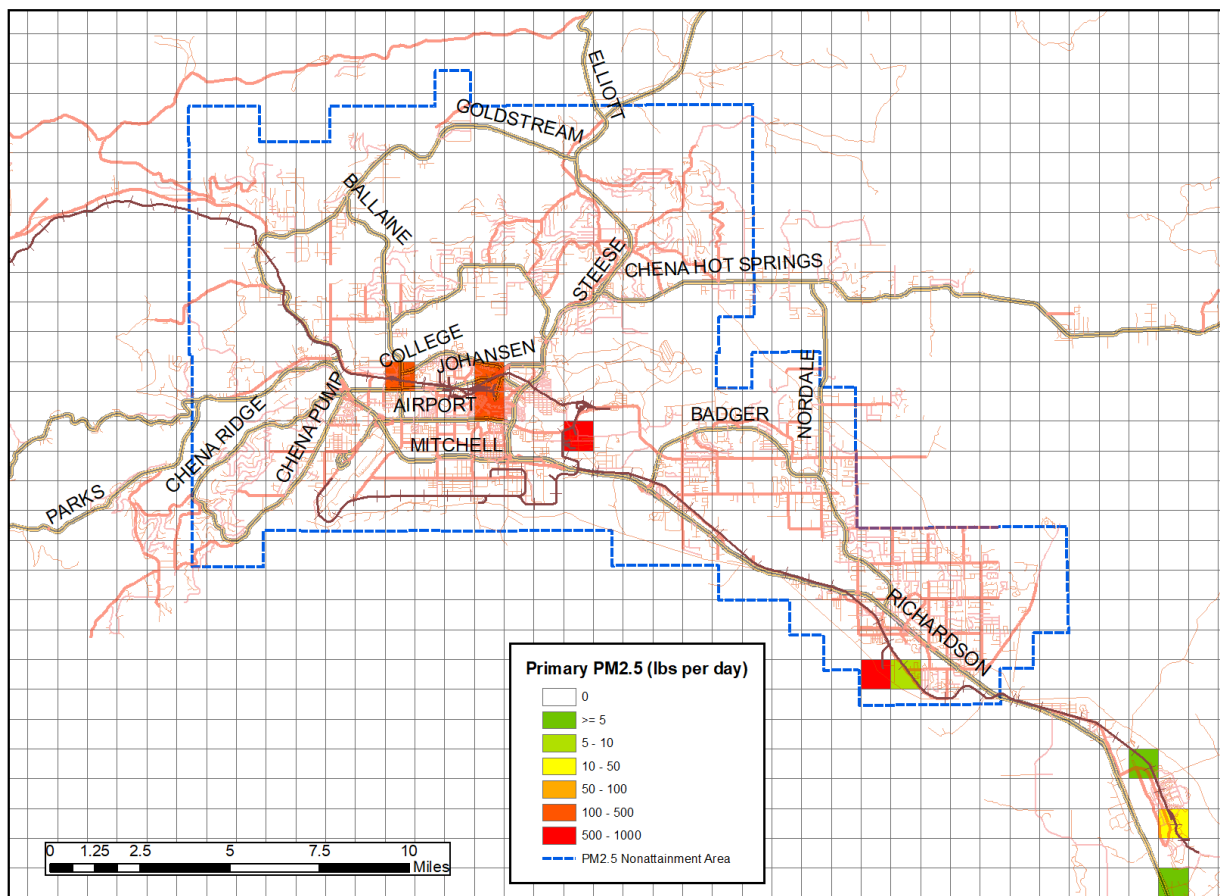 ELLIOTT
GOLDSTREAM
BALLAINE
STEESE
CHENA HOT SPRINGS
COLLEGE
JOHANSEN
NORDALE
AIRPORT
BADGER
CHENA RIDGE
CHENA PUMP
MITCHELL
PARKS
RICHARDSON
Primary PM2.5 (lbs per day)
0
>= 5
5 - 10
10 - 50
50 - 100
100 - 500
500 - 1000
PM2.5 Nonattainment Area
0 1.25 2.5 5 7.5 10
Miles